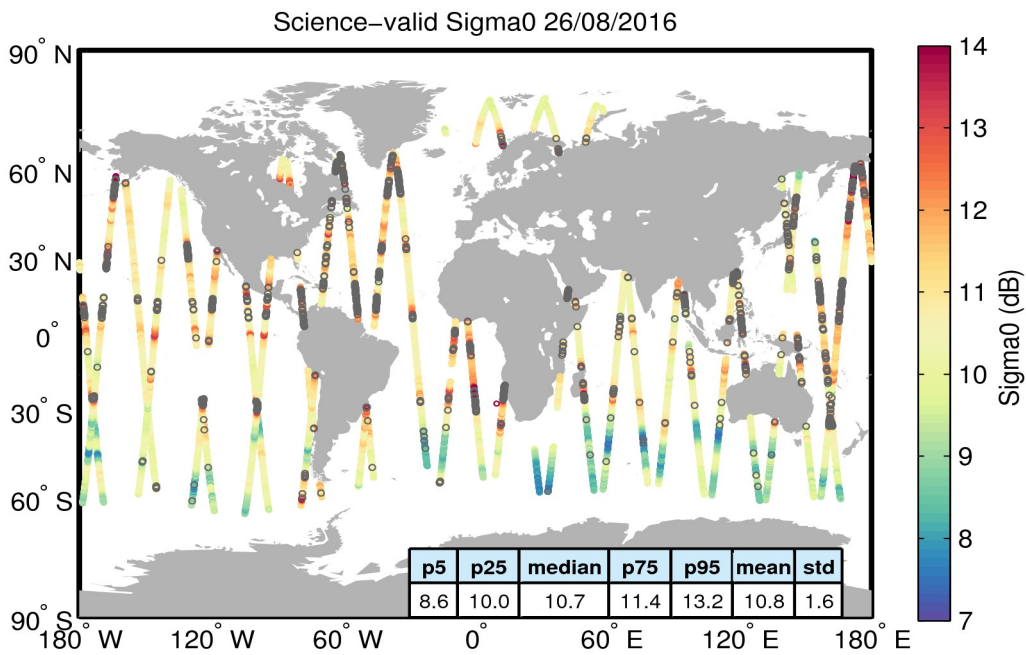 Science−valid Sigma0 26/08/2016
90° N
60° N
30° N
0°
30° S
60° S
90° S
180° W
120° W
60° W
0°
60° E
120° E
180° E
p5 p25 median p75 p95 mean std
8.6 10.0 10.7 11.4 13.2 10.8 1.6
14
13
12
11
10
9
8
7
Sigma0 (dB)